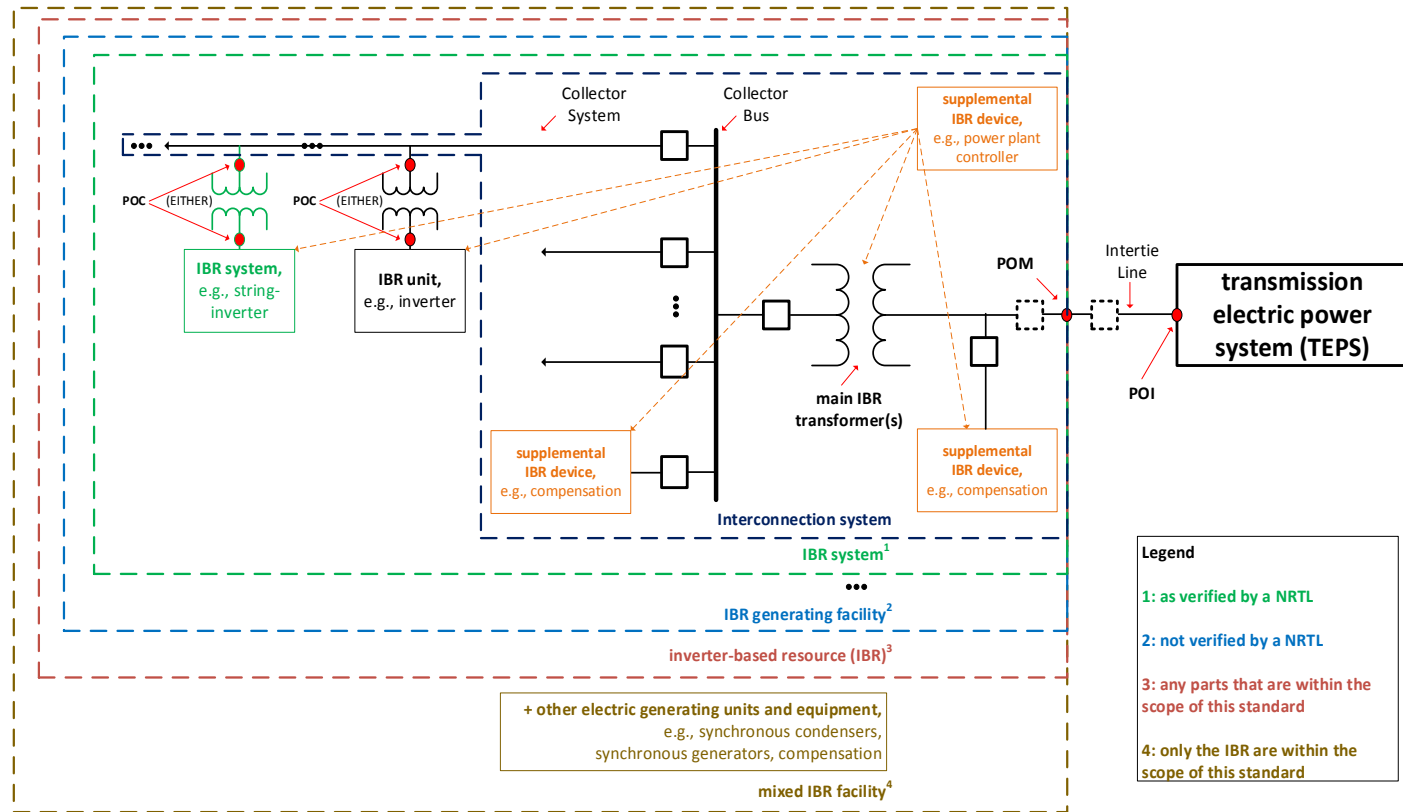 Collector
System
Collector
Bus
supplemental
IBR device,
e.g., power plant
controller
•••
•••
POC
(EITHER)
POC
(EITHER)
IBR system,
e.g., string-
inverter
IBR unit,
e.g., inverter
•••
POM
Intertie
Line
transmission
electric power
system (TEPS)
POI
main IBR
transformer(s)
supplemental
IBR device,
e.g., compensation
supplemental
IBR device,
e.g., compensation
Interconnection system
IBR system1
•••
IBR generating facility2
inverter-based resource (IBR)3
+ other electric generating units and equipment,
e.g., synchronous condensers,
synchronous generators, compensation
mixed IBR facility4
Legend
1: as verified by a NRTL
2: not verified by a NRTL
3: any parts that are within the
scope of this standard
4: only the IBR are within the
scope of this standard